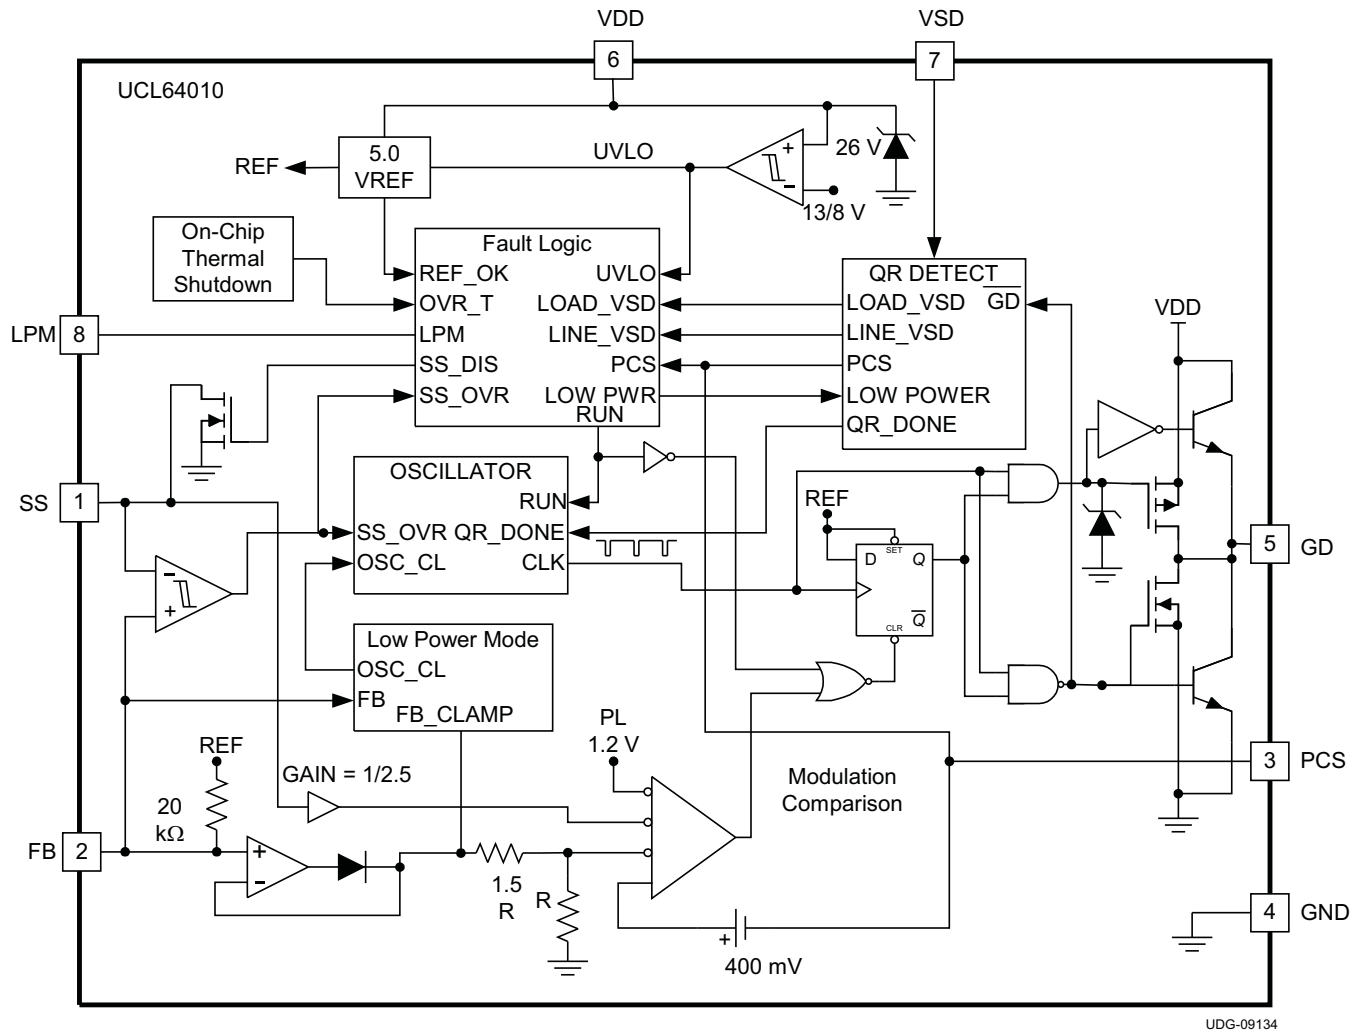 VDD
VSD
6
7
UCL64010
5.0
VREF
REF
UVLO
+
−
26 V
13/8 V
On-Chip
Thermal
Shutdown
Fault Logic
REF_OK
UVLO
OVR_T
LOAD_VSD
LPM
LINE_VSD
SS_DIS
PCS
SS_OVR
LOW PWR
RUN
QR DETECT
LOAD_VSD
GD
LINE_VSD
PCS
LOW POWER
QR_DONE
VDD
LPM
8
SS
1
OSCILLATOR
RUN
SS_OVR
QR_DONE
OSC_CL
CLK
REF
SET
D
Q
Q
CLR
5
GD
−
+
Low Power Mode
OSC_CL
FB
FB_CLAMP
PL
1.2 V
REF
GAIN = 1/2.5
20
kΩ
Modulation
Comparison
3
PCS
FB
2
+
−
1.5
R
R
+
400 mV
4
GND
UDG-09134